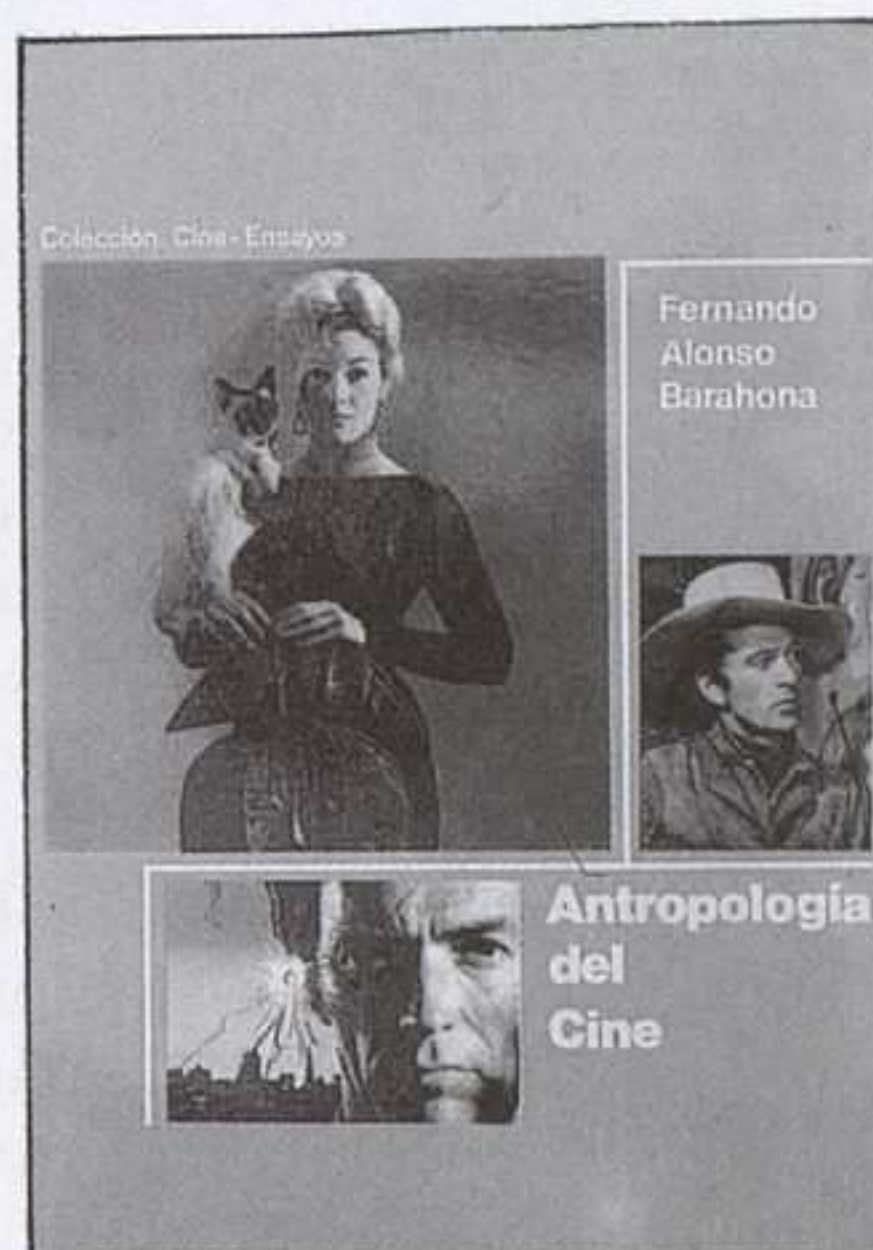 Colección Cine-Ensayos
Fernando
Alonso
Barahona
Antropología
del
Cine